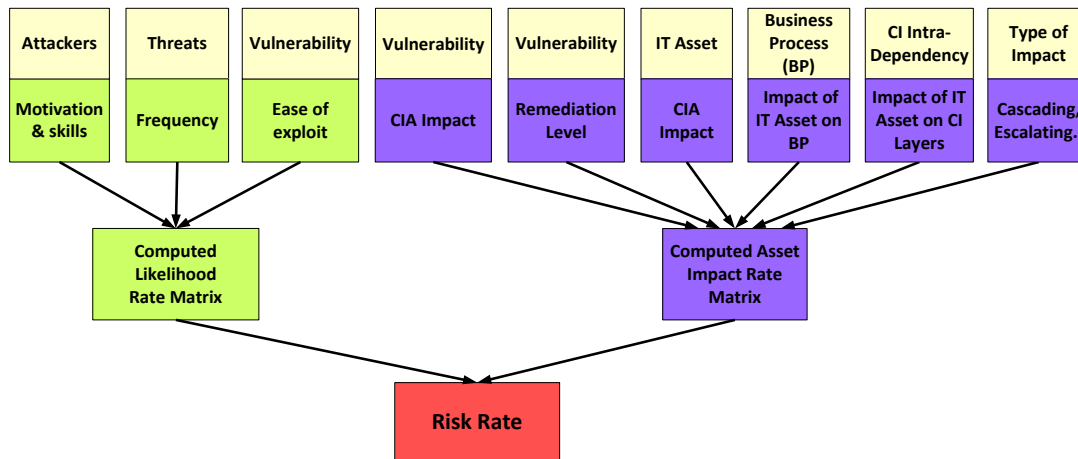 Attackers
Motivation
& skills
Threats
Frequency
Vulnerability
Ease of
exploit
Vulnerability
CIA Impact
Vulnerability
Remediation
Level
IT Asset
CIA
Impact
Business
Process
(BP)
Impact of
IT Asset on
BP
CI Intra-
Dependency
Impact of IT
Asset on CI
Layers
Type of
Impact
Cascading,
Escalating..
Computed
Likelihood
Rate Matrix
Computed Asset
Impact Rate
Matrix
Risk Rate